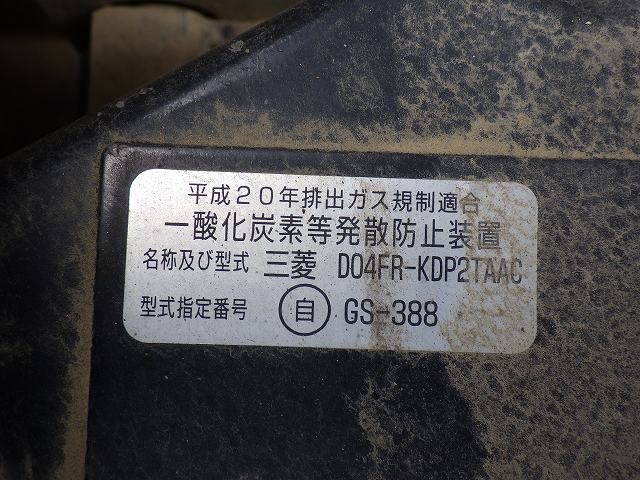 平成20年排出ガス規制適合
一酸化炭素等発散防止装置
名称及び型式 三菱 D04FR-KDP2TAAC
型式指定番号 自 GS-388